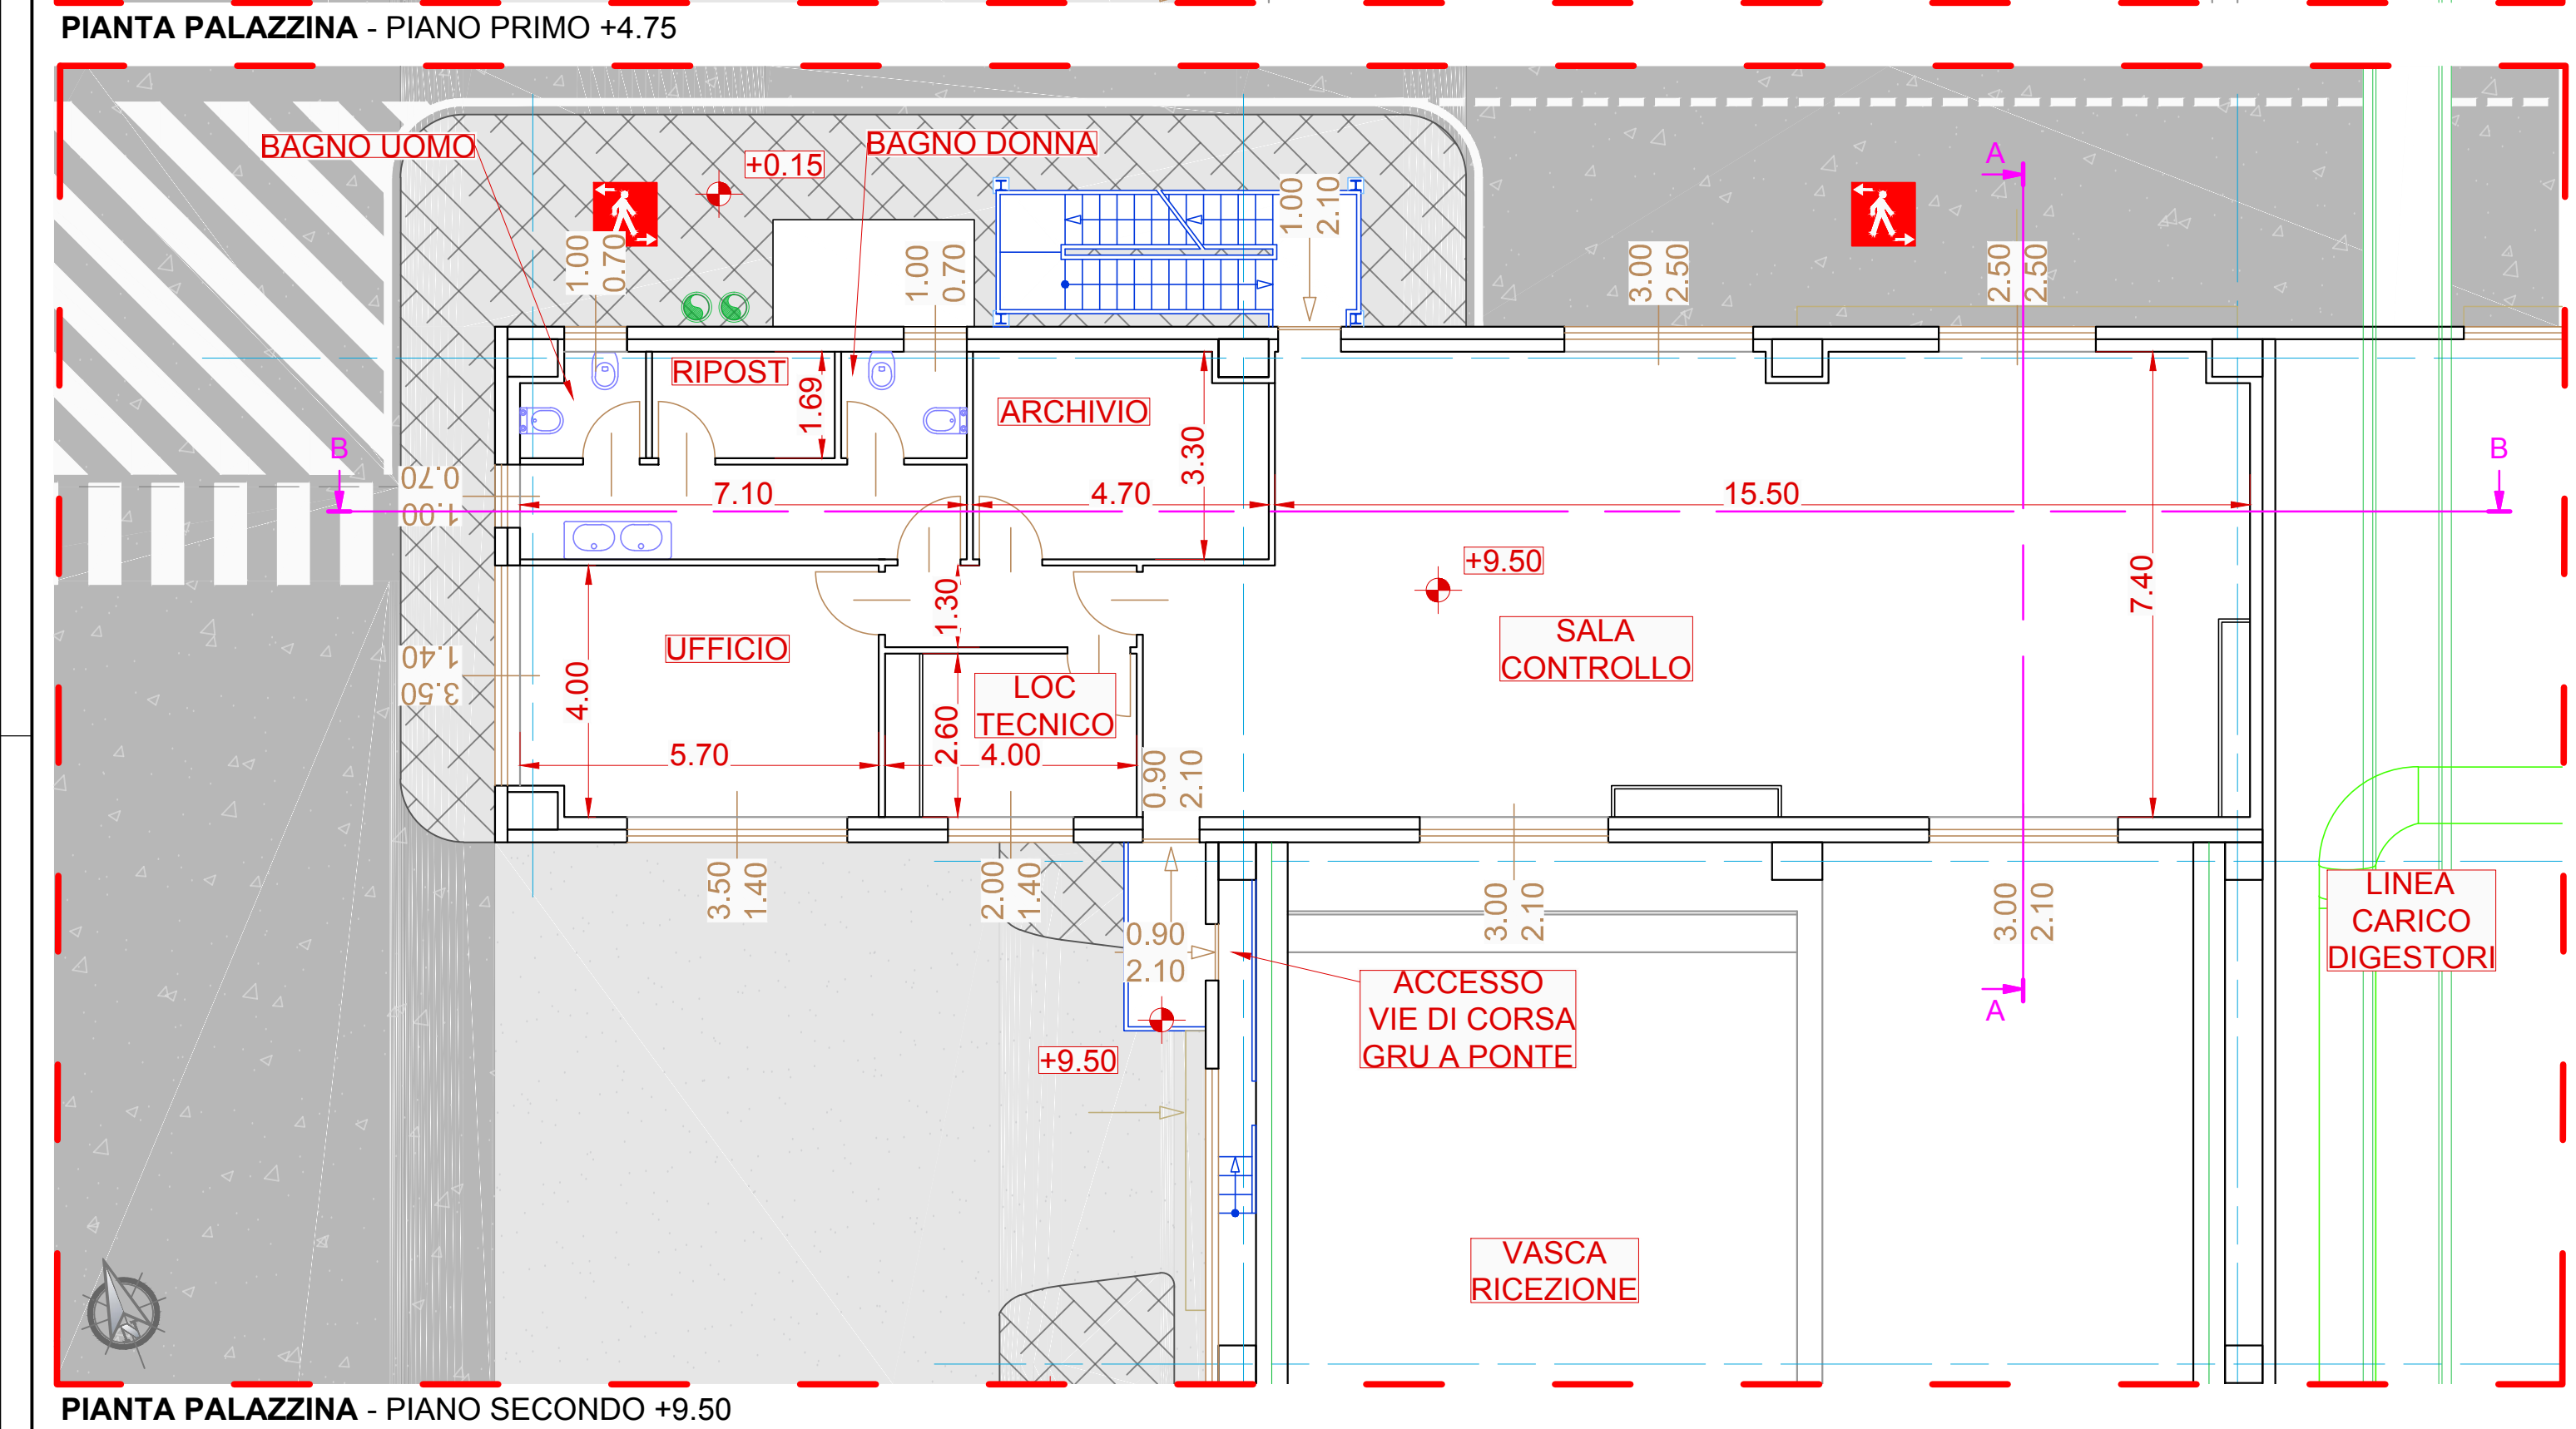 PIANTA PALAZZINA - PIANO PRIMO +4.75
BAGNO UOMO
+0.15
BAGNO DONNA
1.00
0.70
1.00
0.70
1.00
2.10
3.00
2.50
A
2.50
2.50
RIPOST
1.69
ARCHIVIO
3.30
B
0.70
1.00
7.10
4.70
15.50
B
+9.50
7.40
1.30
UFFICIO
SALA
CONTROLLO
1.40
3.50
4.00
LOC
TECNICO
2.60
5.70
4.00
0.90
2.10
3.50
1.40
2.00
1.40
0.90
2.10
3.00
2.10
3.00
2.10
LINEA
CARICO
DIGESTORI
ACCESSO
VIE DI CORSA
GRU A PONTE
A
+9.50
VASCA
RICEZIONE
PIANTA PALAZZINA - PIANO SECONDO +9.50